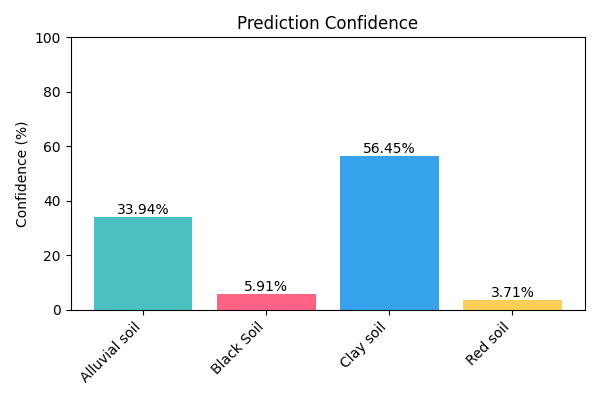 Prediction Confidence
Confidence (%)
100
80
60
40
20
0
33.94%
5.91%
56.45%
3.71%
Alluvial soil
Black Soil
Clay soil
Red soil